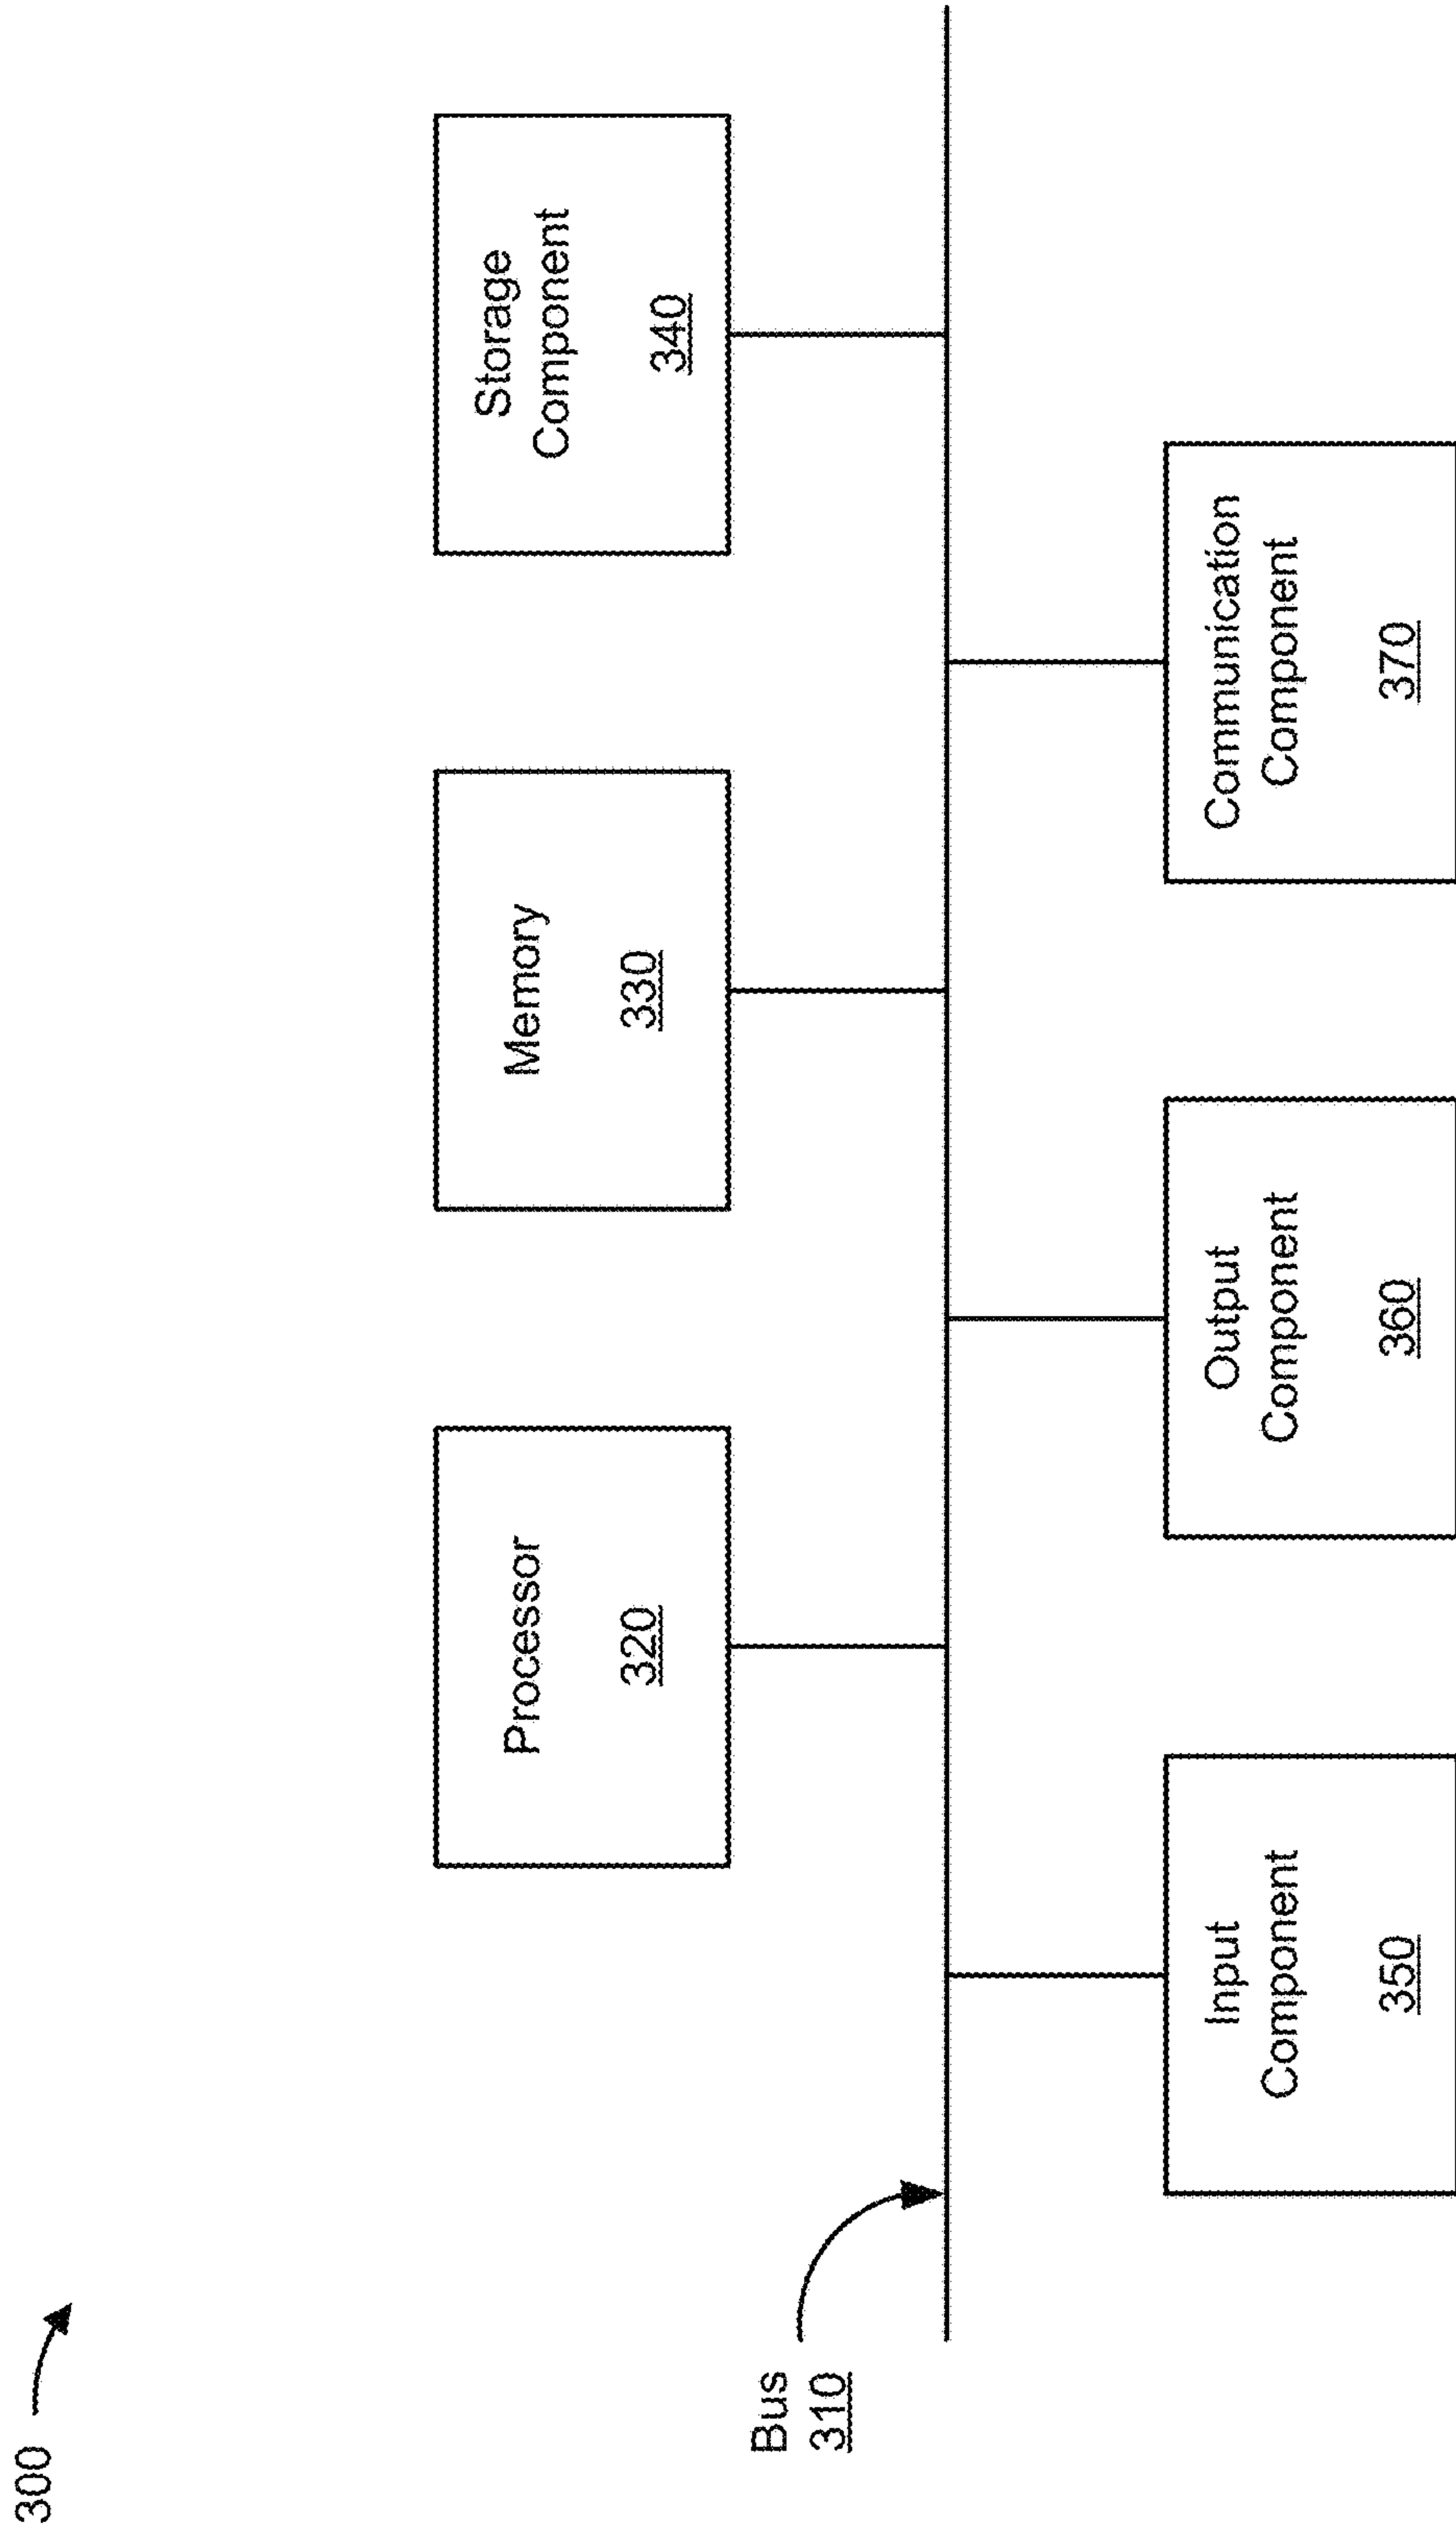 300
Processor
320
Memory
330
Storage
Component
340
Bus
310
Input
Component
350
Output
Component
360
Communication
Component
370